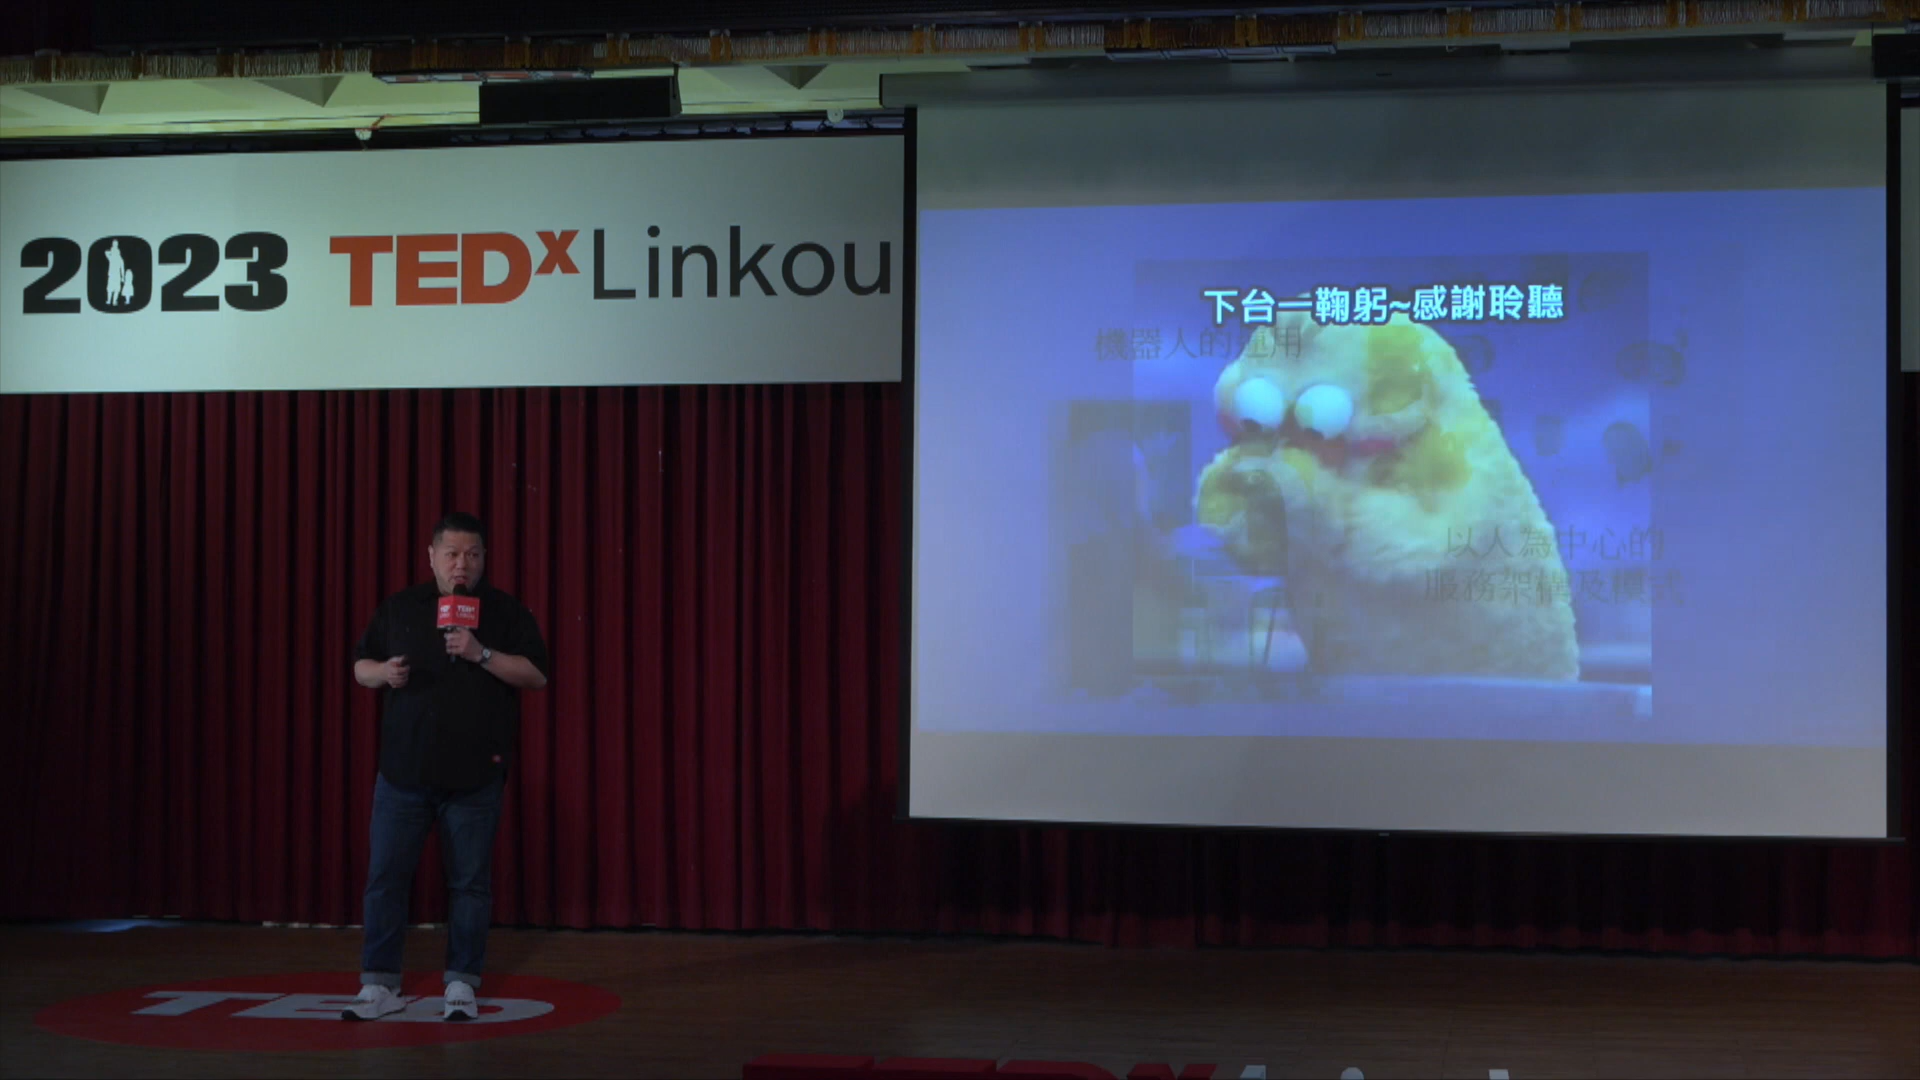 2023 TEDxLinkou
下台一鞠躬~感謝聆聽
機器人的運用
以人為中心的
服務架構及模式
TEDx
TED